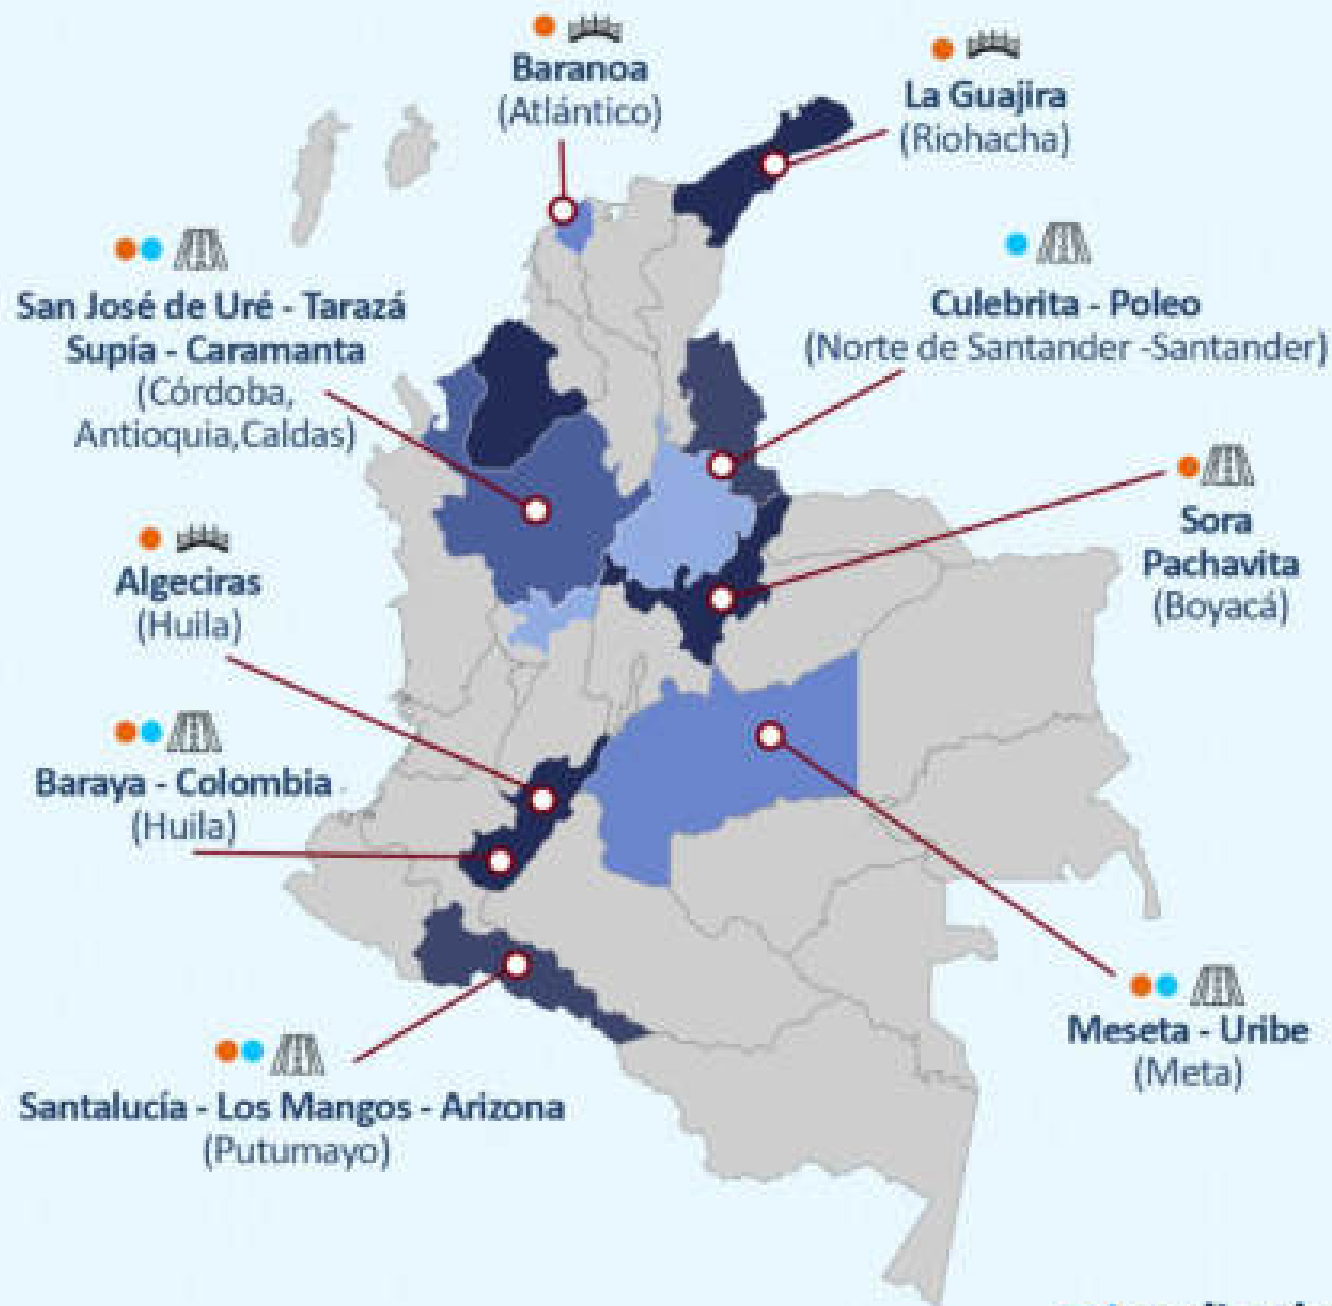 Baranoa
(Atlántico)
La Guajira
(Riohacha)
San José de Uré - Tarazá
Supía - Caramanta
(Córdoba,
Antioquia,Caldas)
Culebrita - Poleo
(Norte de Santander -Santander)
Sora
Pachavita
(Boyacá)
Algeciras
(Huila)
Baraya - Colombia
(Huila)
Meseta - Uribe
(Meta)
Santalucía - Los Mangos - Arizona
(Putumayo)